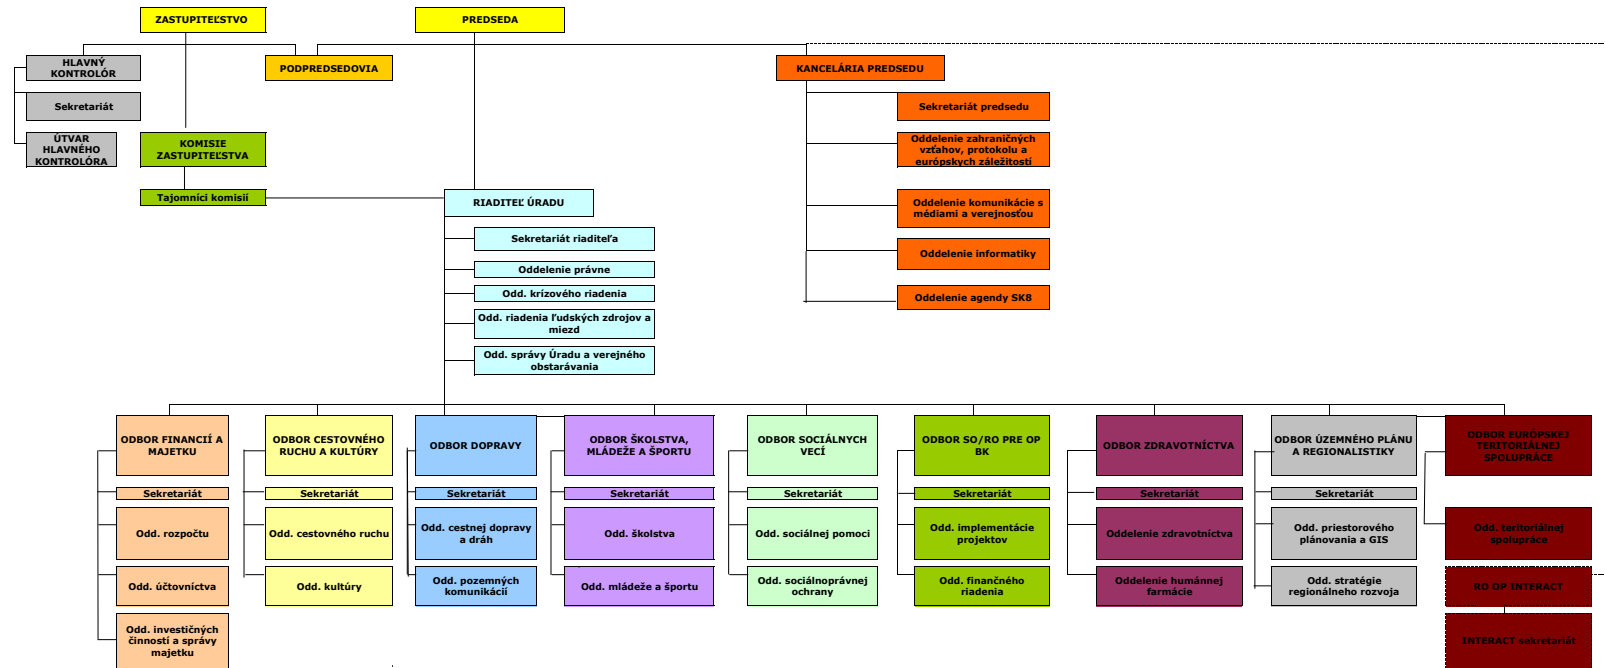 ZASTUPITEĽSTVO
PREDSEDA
HLAVNÝ
KONTROLÓR
PODPREDSEDOVIA
KANCELÁRIA PREDSEDU
Sekretariát
Sekretariát predsedu
ÚTVAR
HLAVNÉHO
KONTROLÓRA
KOMISIE
ZASTUPITEĽSTVA
Oddelenie zahraničných
vzťahov, protokolu a
európskych záležitostí
Tajomníci komisií
RIADITEĽ ÚRADU
Oddelenie komunikácie s
médiami a verejnosťou
Sekretariát riaditeľa
Oddelenie informatiky
Oddelenie právne
Odd. krízového riadenia
Oddelenie agendy SK8
Odd. riadenia ľudských zdrojov a
miezd
Odd. správy Úradu a verejného
obstarávania
ODBOR FINANCIÍ A
MAJETKU
ODBOR CESTOVNÉHO
RUCHU A KULTÚRY
ODBOR DOPRAVY
ODBOR ŠKOLSTVA,
MLÁDEŽE A ŠPORTU
ODBOR SOCIÁLNYCH
VECÍ
ODBOR SO/RO PRE OP
BK
ODBOR ZDRAVOTNÍCTVA
ODBOR ÚZEMNÉHO PLÁNU
A REGIONALISTIKY
ODBOR EURÓPSKEJ
TERITORIÁLNEJ
SPOLUPRÁCE
Sekretariát
Sekretariát
Sekretariát
Sekretariát
Sekretariát
Sekretariát
Sekretariát
Sekretariát
Odd. rozpočtu
Odd. cestovného ruchu
Odd. cestnej dopravy
a dráh
Odd. školstva
Odd. sociálnej pomoci
Odd. implementácie
projektov
Oddelenie zdravotníctva
Odd. priestorového
plánovania a GIS
Odd. teritoriálnej
spolupráce
Odd. účtovníctva
Odd. kultúry
Odd. pozemných
komunikácií
Odd. mládeže a športu
Odd. sociálnoprávnej
ochrany
Odd. finančného
riadenia
Oddelenie humánnej
farmácie
Odd. stratégie
regionálneho rozvoja
RO OP INTERACT
Odd. investičných
činností a správy
majetku
INTERACT sekretariát